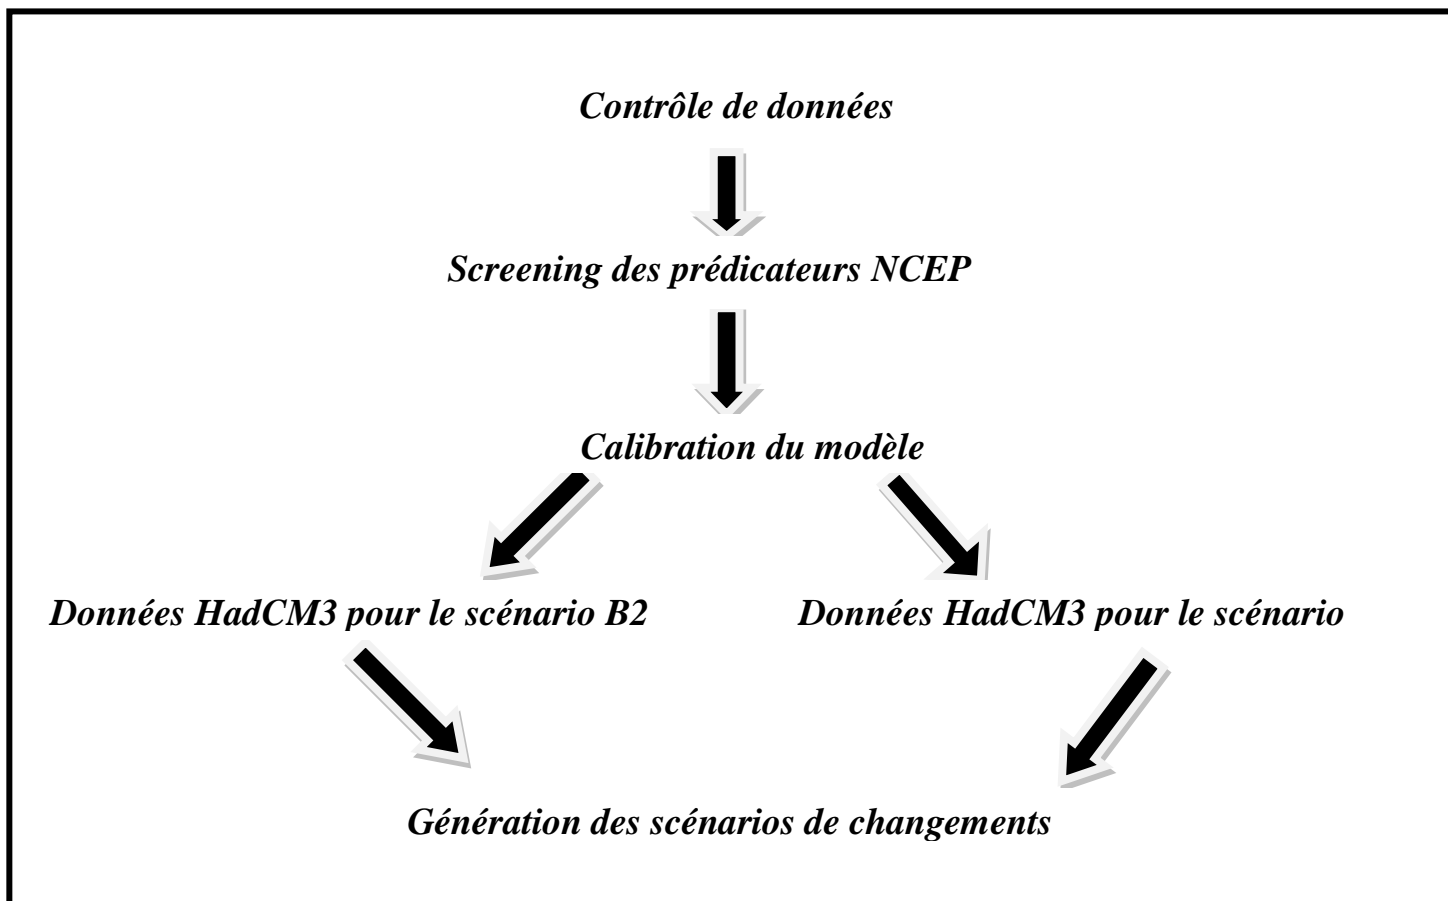 Contrôle de données
Screening des prédicateurs NCEP
Calibration du modèle
Données HadCM3 pour le scénario B2
Données HadCM3 pour le scénario
Génération des scénarios de changements